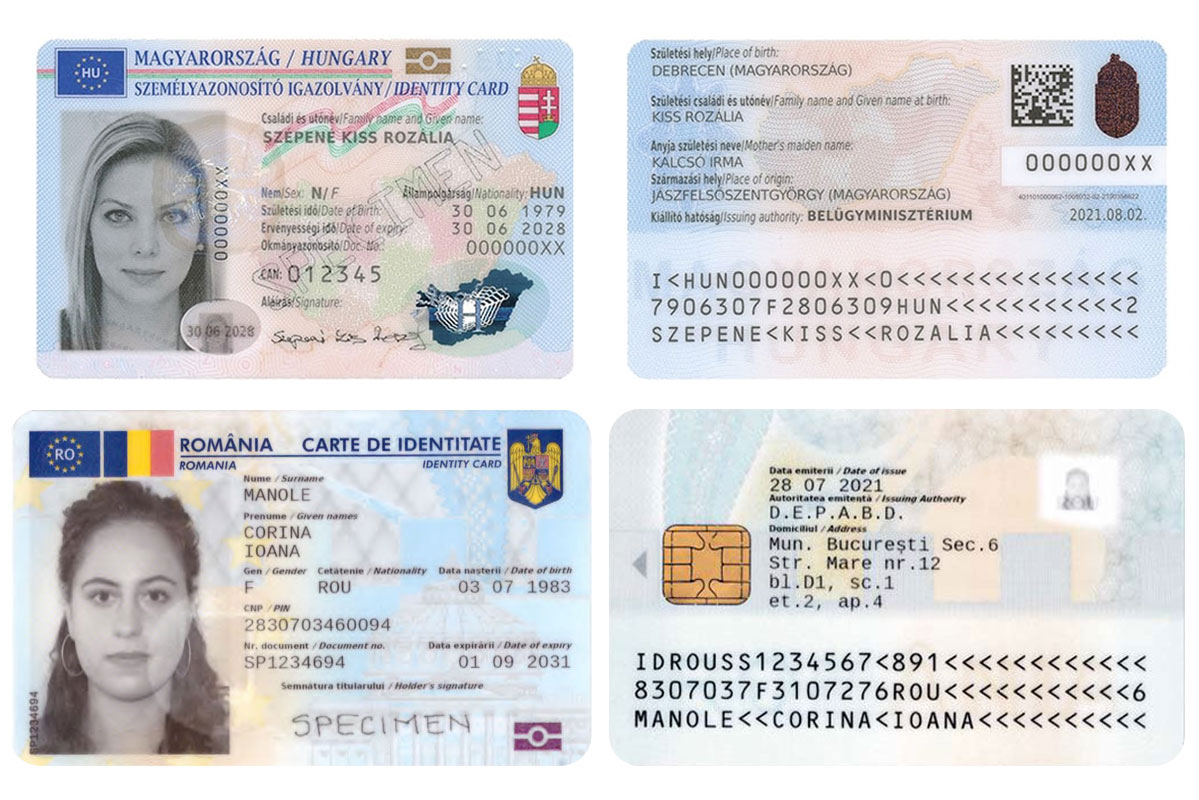 HU
MAGYARORSZÁG / HUNGARY
SZEMÉLYAZONOSÍTÓ IGAZOLVÁNY / IDENTITY CARD
Családi és utónév/Family name and Given name:
SZEPENÉ KISS ROZÁLIA
SPECIMEN
Nem/Sex: N/F Állampolgárság/Nationality: HUN
Születési idő/Date of Birth: 30 06 1979
Érvényességi idő/Date of expiry: 30 06 2028
Okmányazonosító/Doc. No.: 000000XX
CAN: 012345
Aláírás/Signature:
000000XX
30 06 2028
Születési hely/Place of birth:
DEBRECEN (MAGYARORSZÁG)
Születési családi és utónév/Family name and Given name at birth:
KISS ROZÁLIA
Anyja születési neve/Mother's maiden name:
KALCSÓ IRMA
Származási hely/Place of origin:
JÁSZFELSŐSZENTGYÖRGY (MAGYARORSZÁG)
Kiállító hatóság/Issuing authority: BELÜGYMINISZTÉRIUM
000000XX
2021.08.02.
I<HUN000000XX<0<<<<<<<<<<<<<<<
7906307F2806309HUN<<<<<<<<<<<2
SZEPENE<KISS<<ROZALIA<<<<<<<<<
RO
ROMÂNIA CARTE DE IDENTITATE
ROMANIA IDENTITY CARD
Nume / Surname
MANOLE
Prenume / Given names
CORINA
IOANA
Gen / Gender Cetățenie / Nationality Data nașterii / Date of birth
F ROU 03 07 1983
CNP / PIN
2830703460094
Nr. document / Document no. Data expirării / Date of expiry
SP1234694 01 09 2031
Semnătura titularului / Holder's signature
SPECIMEN
SP1234694
Data emiterii / Date of issue
28 07 2021
Autoritatea emitentă / Issuing Authority
D.E.P.A.B.D.
Domiciliul / Address
Mun. București Sec.6
Str. Mare nr.12
bl.D1, sc.1
et.2, ap.4
IDROUSS1234567<891<<<<<<<<<<<<
8307037F3107276ROU<<<<<<<<<<<6
MANOLE<<CORINA<IOANA<<<<<<<<<<